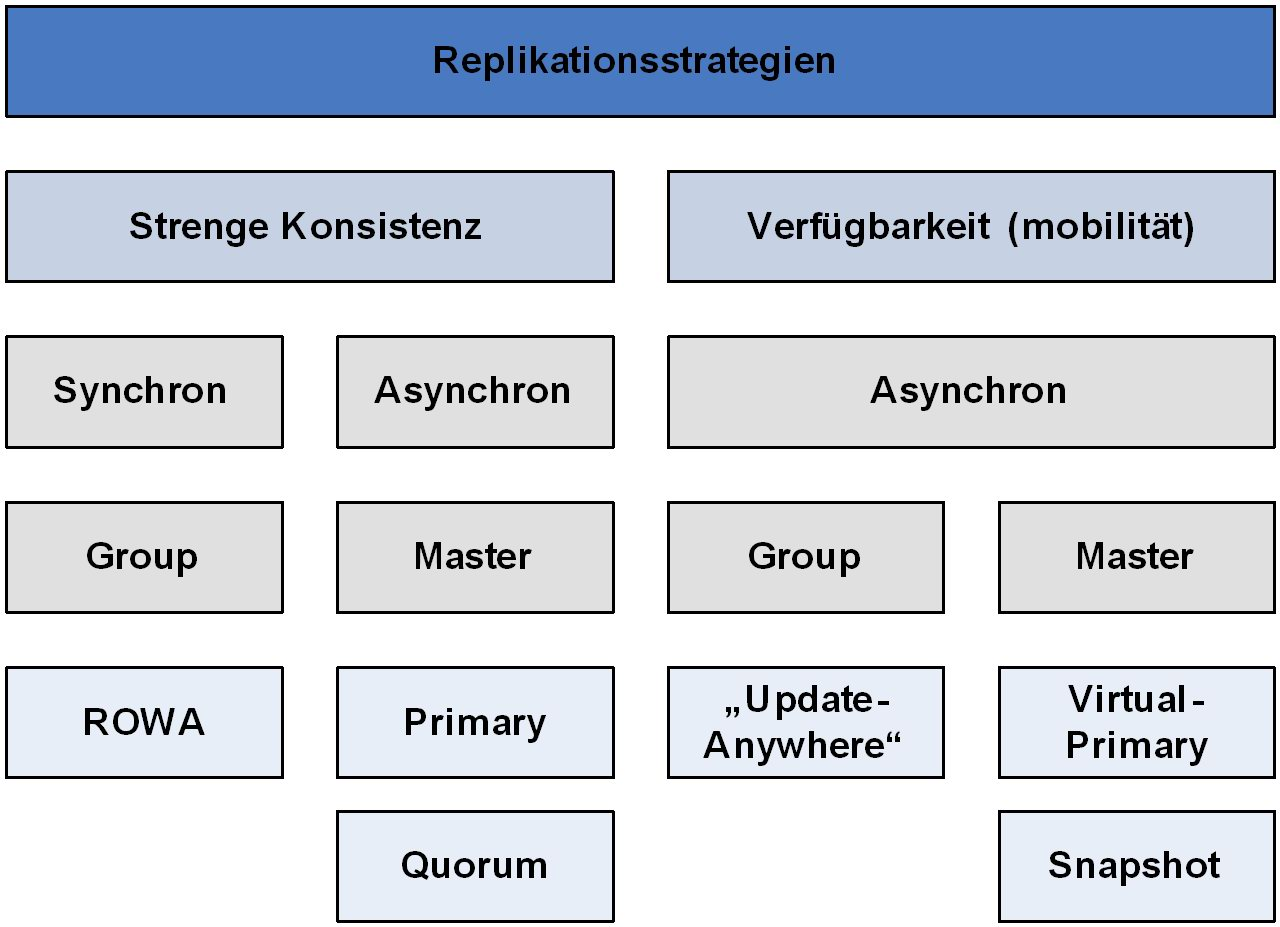 Replikationsstrategien
Strenge Konsistenz
Verfügbarkeit (mobilität)
Synchron
Asynchron
Asynchron
Group
Master
Group
Master
ROWA
Primary
„Update-
Anywhere“
Virtual-
Primary
Quorum
Snapshot